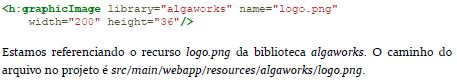 <h:graphicImage library="algaworks" name="logo.png"
width="200" height="36"/>
Estamos referenciando o recurso logo.png da biblioteca algaworks. O caminho do
arquivo no projeto é src/main/webapp/resources/algaworks/logo.png.